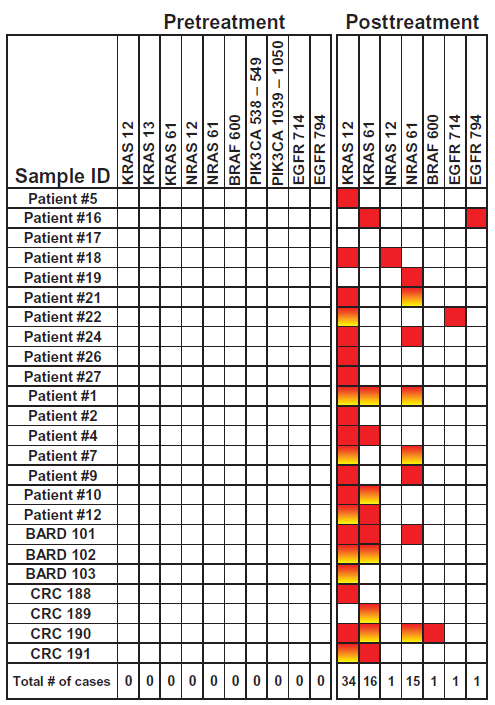 Pretreatment Posttreatment
Sample ID KRAS 12 KRAS 13 KRAS 61 NRAS 12 NRAS 61 BRAF 600 PIK3CA 538 – 549 PIK3CA 1039 – 1050 EGFR 714 EGFR 794 KRAS 12 KRAS 61 NRAS 12 NRAS 61 BRAF 600 EGFR 714 EGFR 794
Patient #5
Patient #16
Patient #17
Patient #18
Patient #19
Patient #21
Patient #22
Patient #24
Patient #26
Patient #27
Patient #1
Patient #2
Patient #4
Patient #7
Patient #9
Patient #10
Patient #12
BARD 101
BARD 102
BARD 103
CRC 188
CRC 189
CRC 190
CRC 191
Total # of cases 0 0 0 0 0 0 0 0 0 0 34 16 1 15 1 1 1